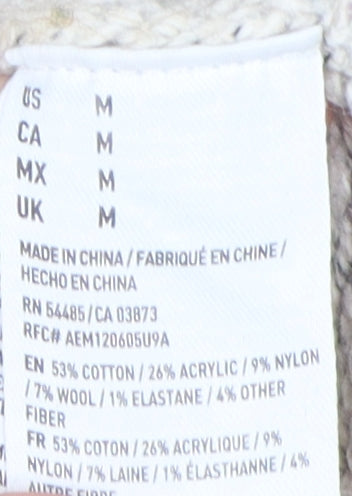 US M
CA M
MX M
UK M
MADE IN CHINA / FABRIQUÉ EN CHINE /
HECHO EN CHINA
RN 54485 / CA 03873
RFC# AEM120605U9A
EN 53% COTTON / 26% ACRYLIC / 9% NYLON
/ 7% WOOL / 1% ELASTANE / 4% OTHER
FIBER
FR 53% COTON / 26% ACRYLIQUE / 9%
NYLON / 7% LAINE / 1% ÉLASTHANNE / 4%
AUTRE FIBRE